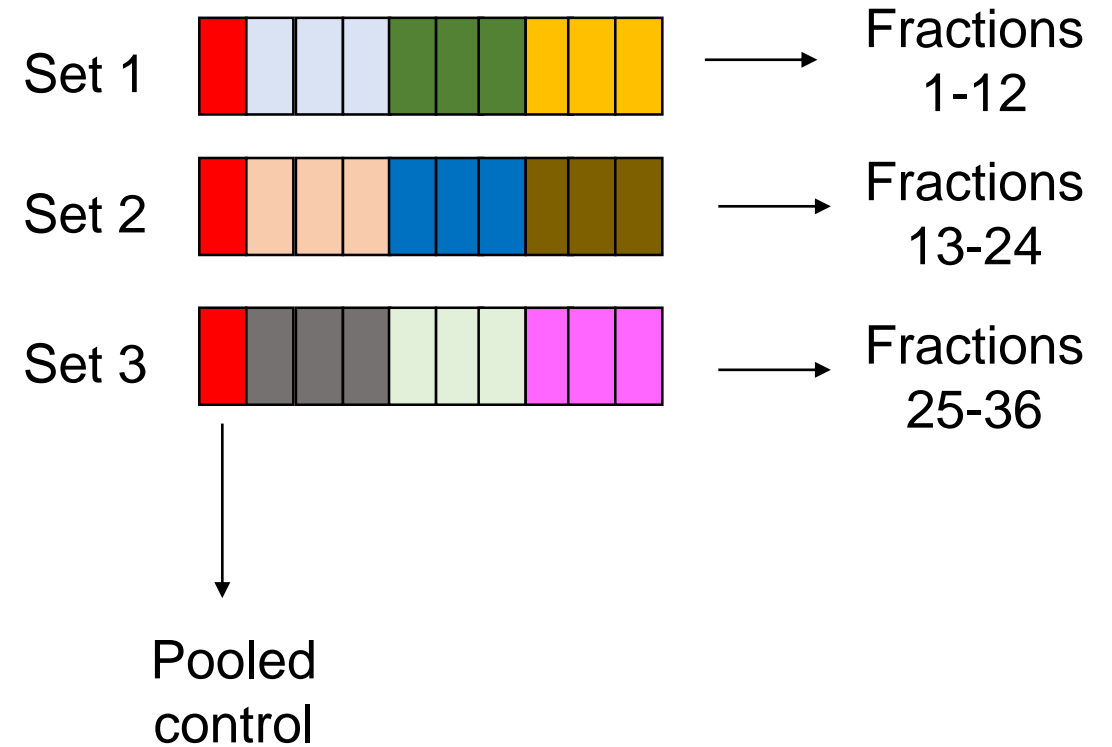 Set 1
Fractions
1-12
Set 2
Fractions
13-24
Set 3
Fractions
25-36
Pooled
control